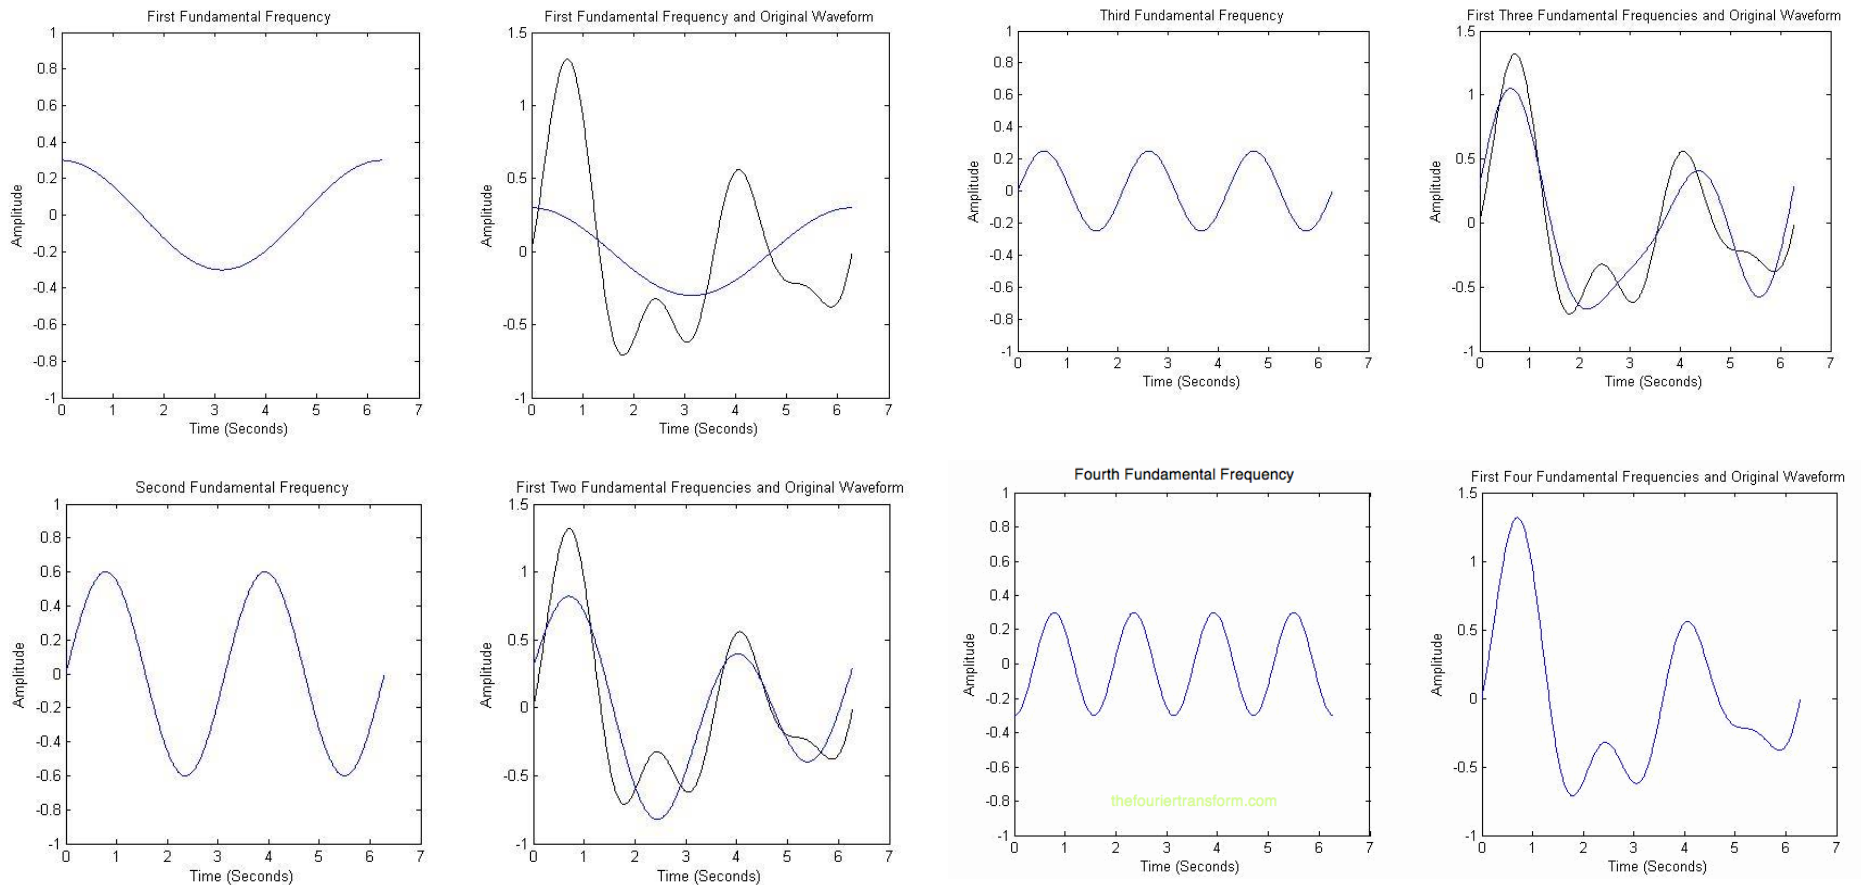 First Fundamental Frequency
1
0.8
0.6
0.4
0.2
0
-0.2
-0.4
-0.6
-0.8
-1
Amplitude
0 1 2 3 4 5 6 7
Time (Seconds)
First Fundamental Frequency and Original Waveform
1.5
1
0.5
0
-0.5
-1
Amplitude
0 1 2 3 4 5 6 7
Time (Seconds)
Third Fundamental Frequency
1
0.8
0.6
0.4
0.2
0
-0.2
-0.4
-0.6
-0.8
-1
Amplitude
0 1 2 3 4 5 6 7
Time (Seconds)
First Three Fundamental Frequencies and Original Waveform
1.5
1
0.5
0
-0.5
-1
Amplitude
0 1 2 3 4 5 6 7
Time (Seconds)
Second Fundamental Frequency
1
0.8
0.6
0.4
0.2
0
-0.2
-0.4
-0.6
-0.8
-1
Amplitude
0 1 2 3 4 5 6 7
Time (Seconds)
First Two Fundamental Frequencies and Original Waveform
1.5
1
0.5
0
-0.5
-1
Amplitude
0 1 2 3 4 5 6 7
Time (Seconds)
Fourth Fundamental Frequency
1
0.8
0.6
0.4
0.2
0
-0.2
-0.4
-0.6
-0.8
-1
Amplitude
thefouriertransform.com
0 1 2 3 4 5 6 7
Time (Seconds)
First Four Fundamental Frequencies and Original Waveform
1.5
1
0.5
0
-0.5
-1
Amplitude
0 1 2 3 4 5 6 7
Time (Seconds)